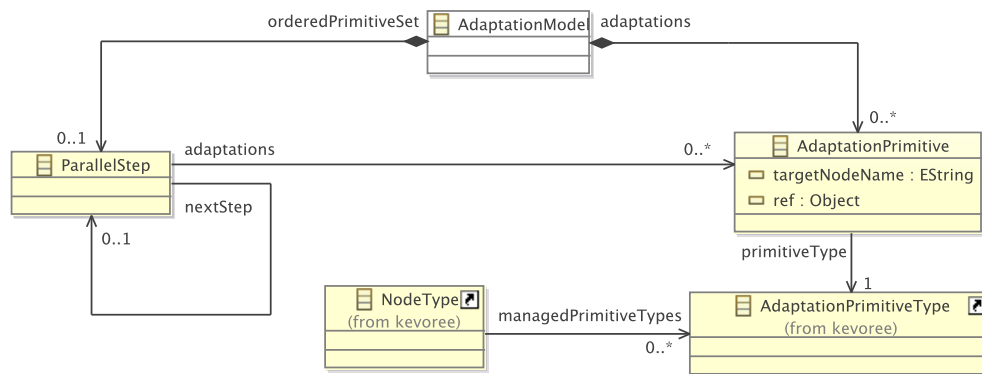 orderedPrimitiveSet
AdaptationModel
adaptations
0..1
0..*
ParallelStep
adaptations
0..*
AdaptationPrimitive
targetNodeName : EString
ref : Object
nextStep
0..1
primitiveType
1
NodeType
(from kevoree)
managedPrimitiveTypes
0..*
AdaptationPrimitiveType
(from kevoree)